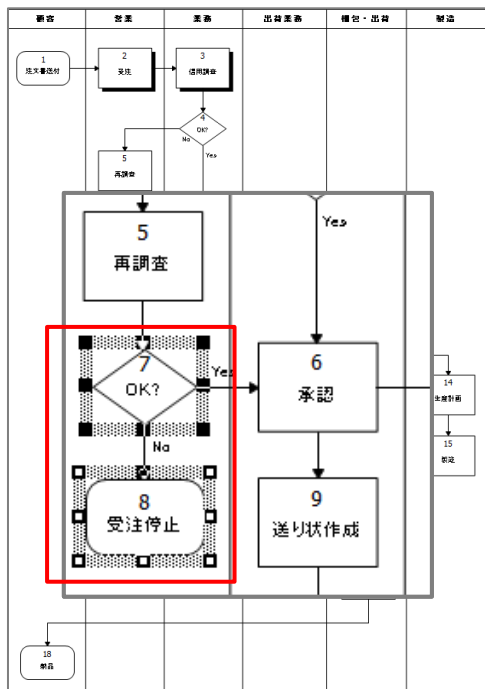 顧客
営業
業務
出荷業務
梱包・出荷
製造
1
注文書送付
2
受注
3
信用調査
4
OK?
No
Yes
5
再調査
5
再調査
Yes
7
OK?
Yes
No
6
承認
8
受注停止
9
送り状作成
14
生産計画
15
製造
18
納品